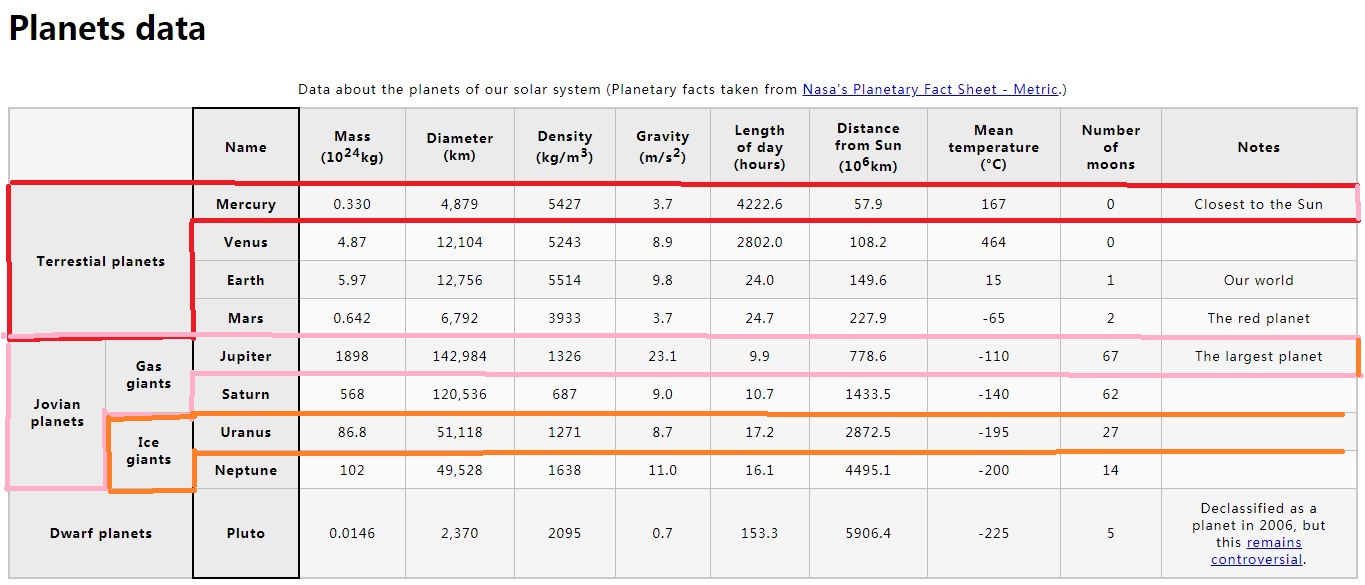 Planets data
Data about the planets of our solar system (Planetary facts taken from Nasa's Planetary Fact Sheet - Metric.)
Name Mass (10²⁴kg) Diameter (km) Density (kg/m³) Gravity (m/s²) Length of day (hours) Distance from Sun (10⁶km) Mean temperature (°C) Number of moons Notes
Terrestial planets Mercury 0.330 4,879 5427 3.7 4222.6 57.9 167 0 Closest to the Sun
Venus 4.87 12,104 5243 8.9 2802.0 108.2 464 0
Earth 5.97 12,756 5514 9.8 24.0 149.6 15 1 Our world
Mars 0.642 6,792 3933 3.7 24.7 227.9 -65 2 The red planet
Jovian planets Gas giants Jupiter 1898 142,984 1326 23.1 9.9 778.6 -110 67 The largest planet
Saturn 568 120,536 687 9.0 10.7 1433.5 -140 62
Ice giants Uranus 86.8 51,118 1271 8.7 17.2 2872.5 -195 27
Neptune 102 49,528 1638 11.0 16.1 4495.1 -200 14
Dwarf planets Pluto 0.0146 2,370 2095 0.7 153.3 5906.4 -225 5 Declassified as a planet in 2006, but this remains controversial.